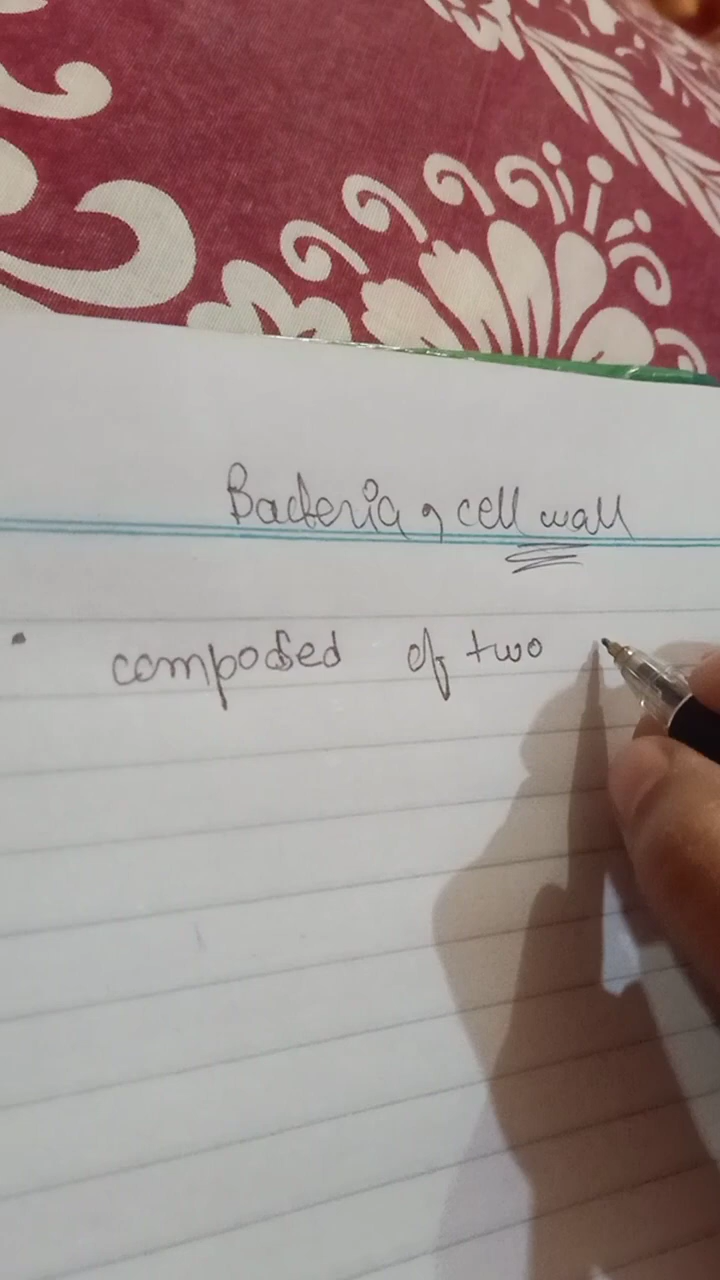 Bacteria, cell wall
• composed of two